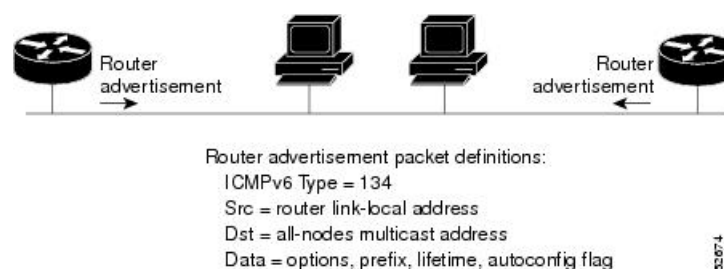 Router
advertisement
Router
advertisement
Router advertisement packet definitions:
ICMPv6 Type = 134
Src = router link-local address
Dst = all-nodes multicast address
Data = options, prefix, lifetime, autoconfig flag